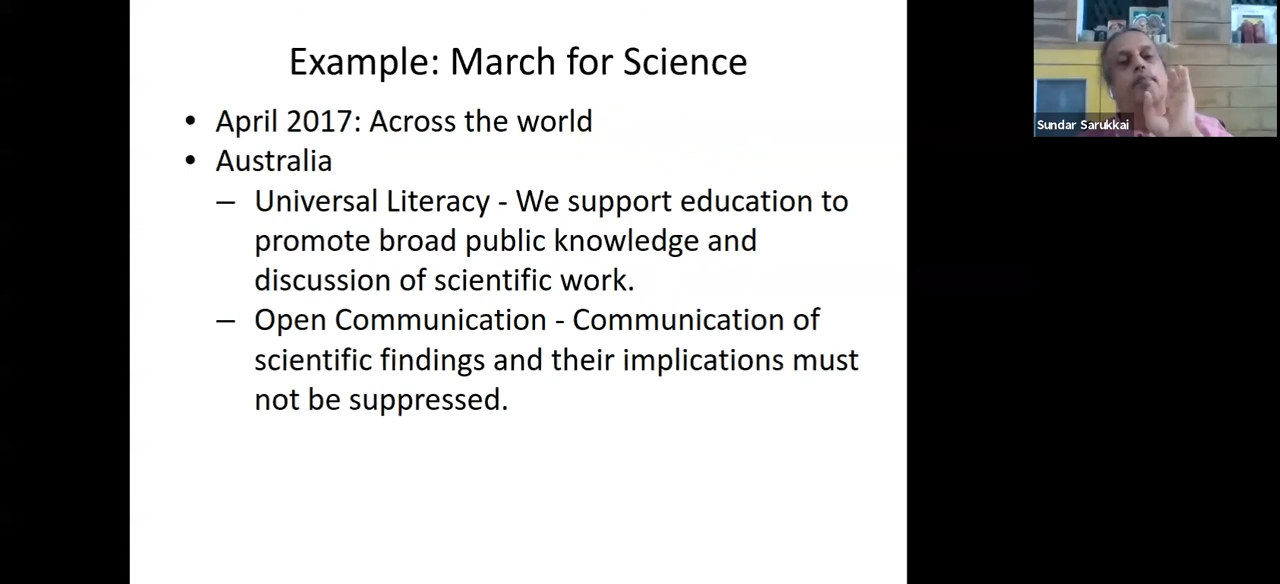 Example: March for Science
• April 2017: Across the world
• Australia
– Universal Literacy - We support education to
promote broad public knowledge and
discussion of scientific work.
– Open Communication - Communication of
scientific findings and their implications must
not be suppressed.
Sundar Sarukkai